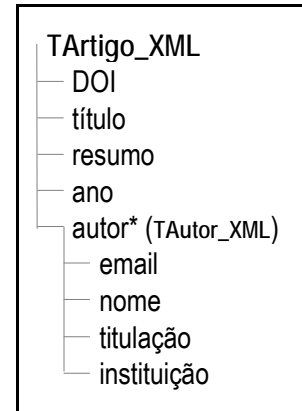 TArtigo_XML
DOI
título
resumo
ano
autor* (TAutor_XML)
email
nome
titulação
instituição